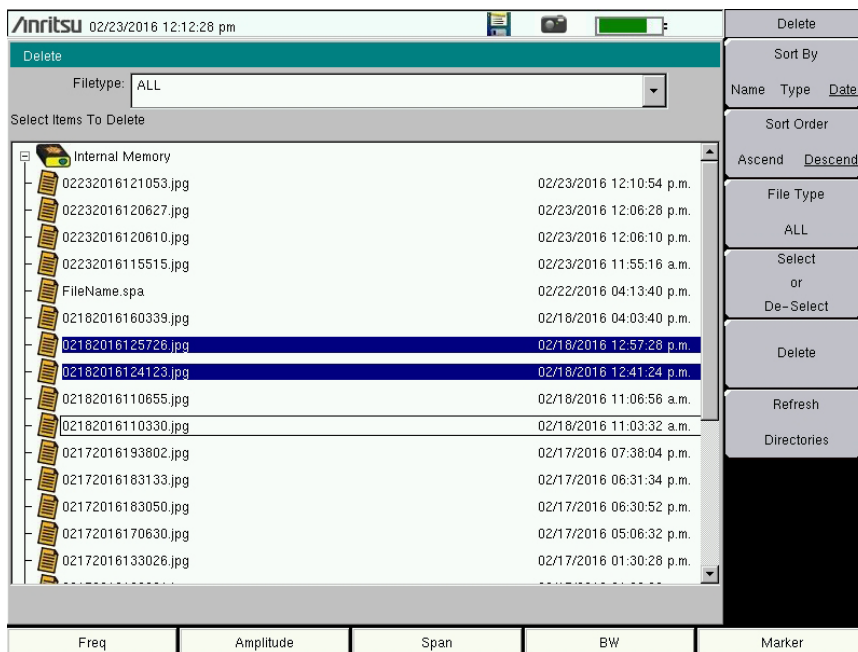 Anritsu 02/23/2016 12:12:28 pm
Delete
Filetype: ALL
Select Items To Delete
Internal Memory
02232016121053.jpg 02/23/2016 12:10:54 p.m.
02232016120627.jpg 02/23/2016 12:06:28 p.m.
02232016120610.jpg 02/23/2016 12:06:10 p.m.
02232016115515.jpg 02/23/2016 11:55:16 a.m.
FileName.spa 02/22/2016 04:13:40 p.m.
02182016160339.jpg 02/18/2016 04:03:40 p.m.
02182016125726.jpg 02/18/2016 12:57:28 p.m.
02182016124123.jpg 02/18/2016 12:41:24 p.m.
02182016110655.jpg 02/18/2016 11:06:56 a.m.
02182016110330.jpg 02/18/2016 11:03:32 a.m.
02172016193802.jpg 02/17/2016 07:38:04 p.m.
02172016183133.jpg 02/17/2016 06:31:34 p.m.
02172016183050.jpg 02/17/2016 06:30:52 p.m.
02172016170630.jpg 02/17/2016 05:06:32 p.m.
02172016133026.jpg 02/17/2016 01:30:28 p.m.
Delete
Sort By
Name Type Date
Sort Order
Ascend Descend
File Type
ALL
Select
or
De-Select
Delete
Refresh
Directories
Freq Amplitude Span BW Marker